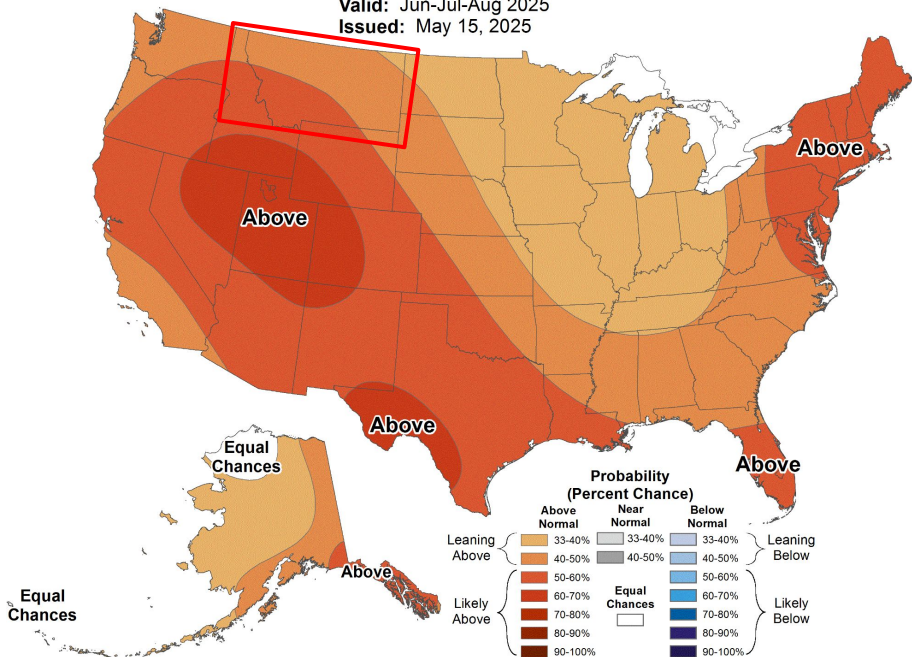 Valid: Jun-Jul-Aug 2025
Issued: May 15, 2025
Above
Above
Above
Above
Above
Equal
Chances
Equal
Chances
Probability
(Percent Chance)
Above
Normal
Near
Normal
Below
Normal
Leaning
Above
33-40%
40-50%
33-40%
40-50%
33-40%
40-50%
Leaning
Below
Likely
Above
50-60%
60-70%
70-80%
80-90%
90-100%
Equal
Chances
50-60%
60-70%
70-80%
80-90%
90-100%
Likely
Below